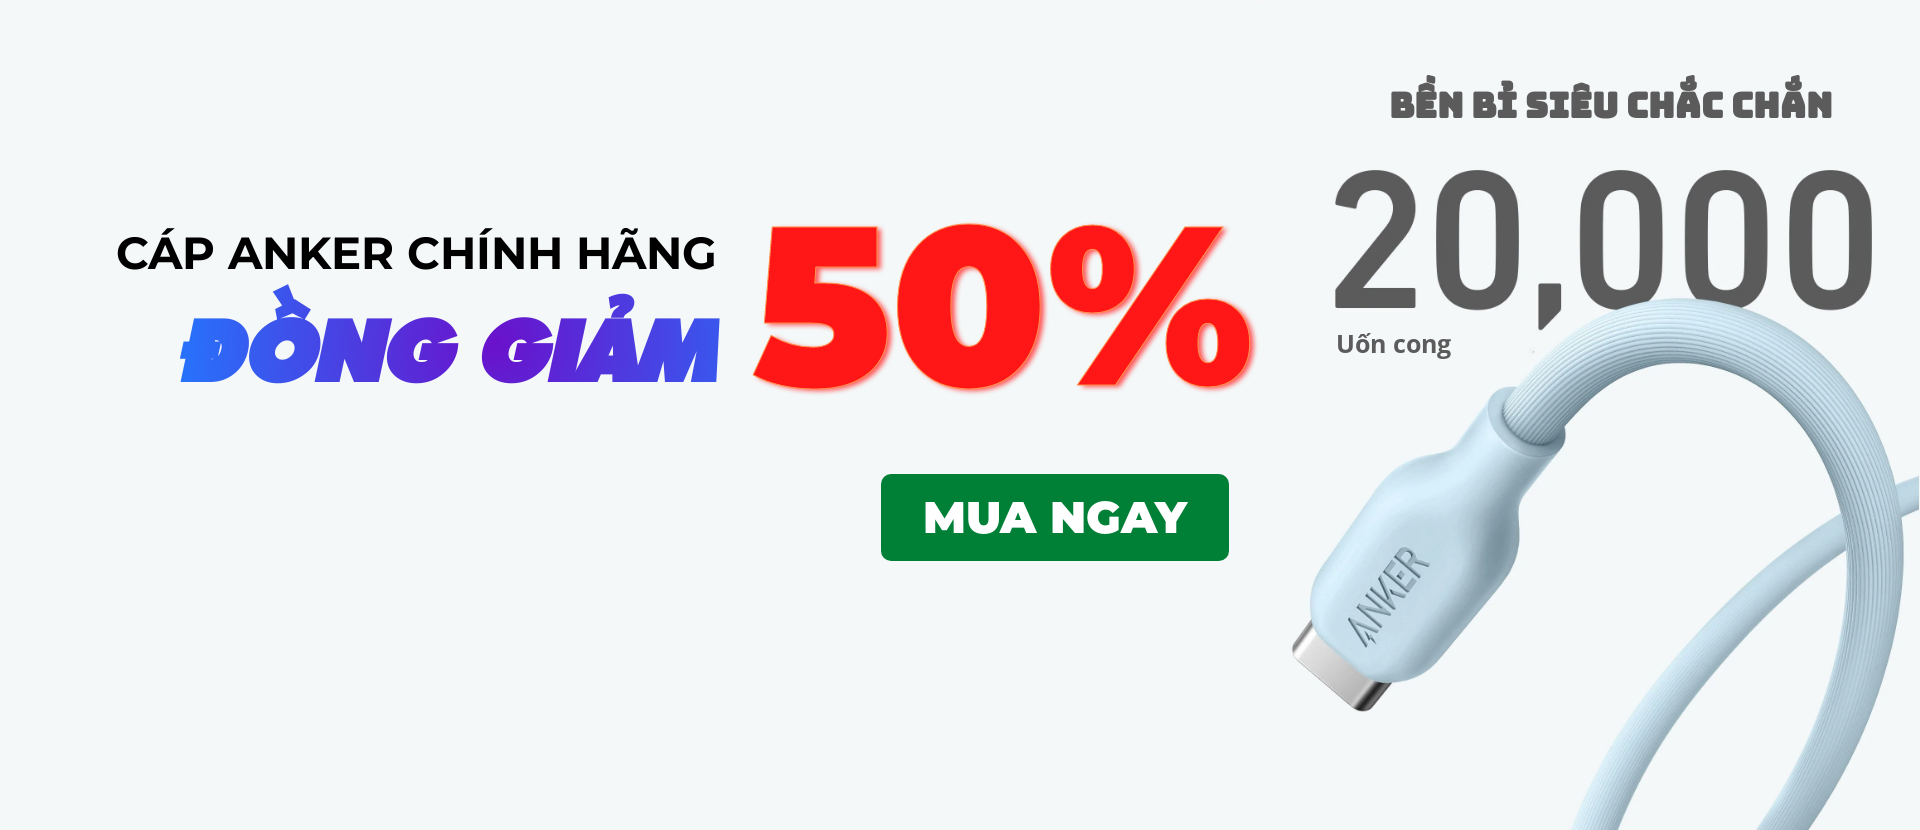 CÁP ANKER CHÍNH HÃNG
ĐỒNG GIẢM
50%
MUA NGAY
BỀN BỈ SIÊU CHẮC CHẮN
20,000
Uốn cong
ANKER